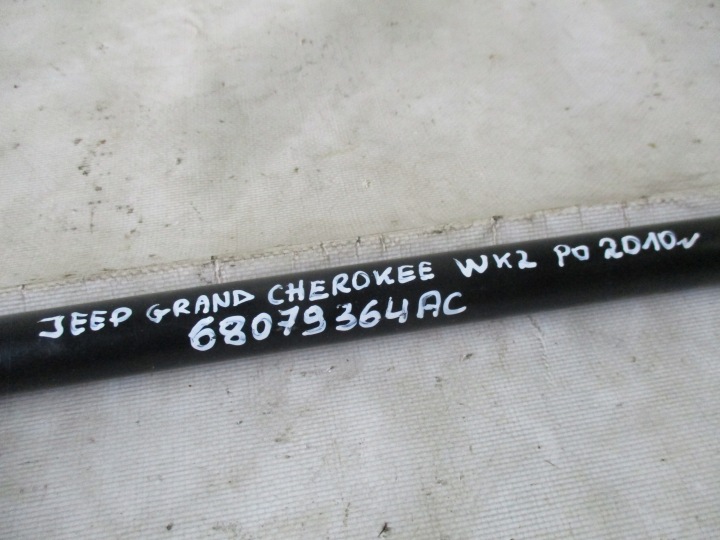 JEEP GRAND CHEROKEE WK2 PO 2010r
68079364AC